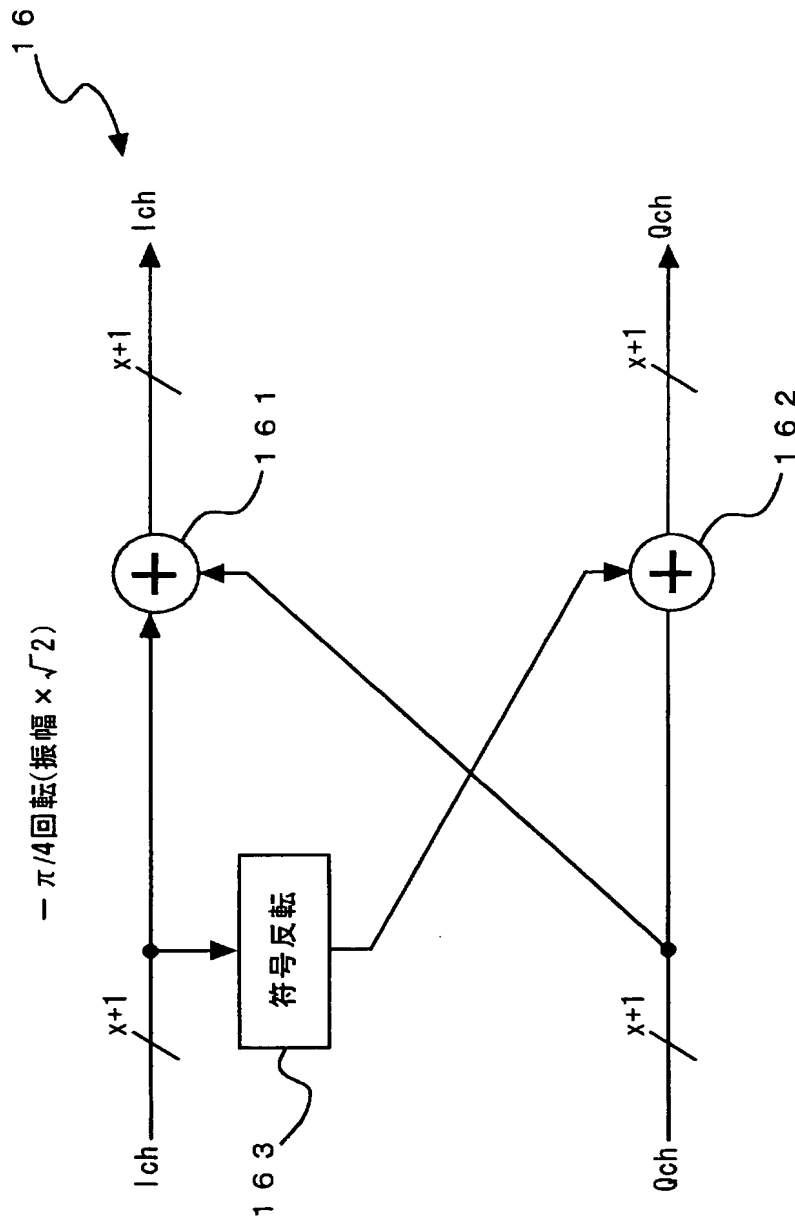 １６
−π/4回転(振幅×√2)
Ich
x+1
x+1
Ich
１６１
＋
符号反転
１６３
＋
Qch
x+1
x+1
Qch
１６２